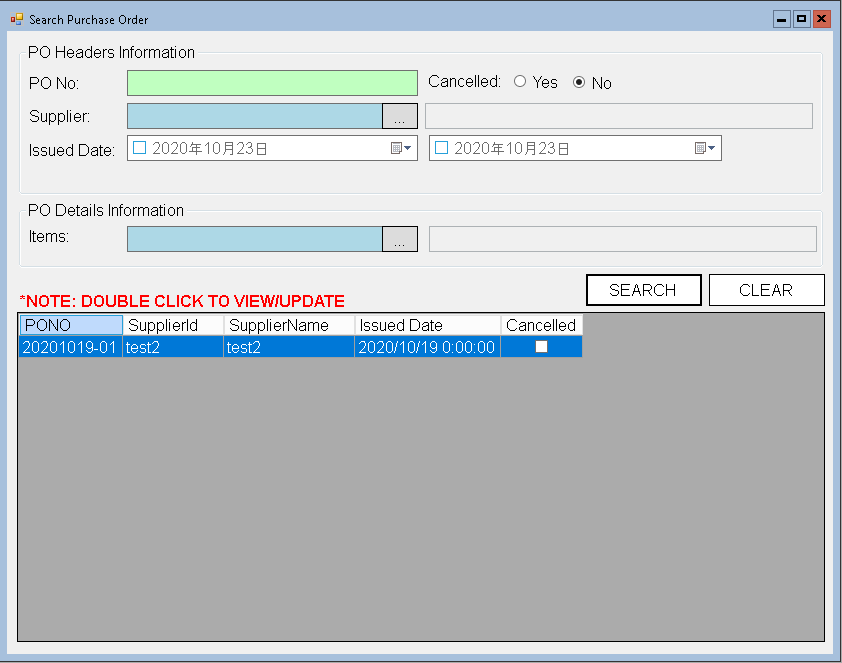 Search Purchase Order
PO Headers Information
PO No:
Cancelled: Yes No
Supplier: ...
Issued Date: 2020年10月23日 2020年10月23日
PO Details Information
Items: ...
SEARCH CLEAR
*NOTE: DOUBLE CLICK TO VIEW/UPDATE
PONO SupplierId SupplierName Issued Date Cancelled
20201019-01 test2 test2 2020/10/19 0:00:00